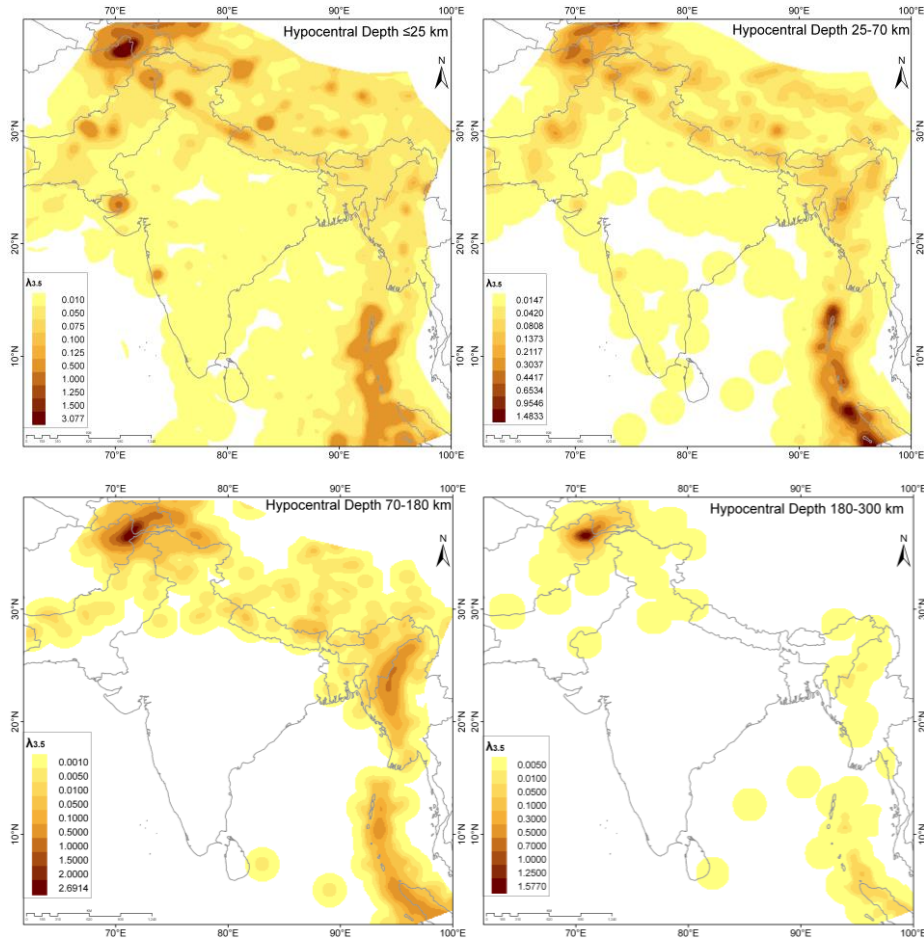 Hypocentral Depth ≤25 km
N
30°N
20°N
10°N
λ3.5
0.010
0.050
0.100
0.125
0.500
1.000
1.250
1.500
3.077
70°E 80°E 90°E 100°E
Hypocentral Depth 25-70 km
N
30°N
20°N
10°N
λ3.5
0.0147
0.0420
0.0808
0.1373
0.2117
0.3037
0.4417
0.6534
0.9546
1.4833
70°E 80°E 90°E 100°E
Hypocentral Depth 70-180 km
N
30°N
20°N
10°N
λ3.5
0.0010
0.0050
0.0100
0.0500
0.1000
0.5000
1.0000
1.5000
2.0000
2.6914
70°E 80°E 90°E 100°E
Hypocentral Depth 180-300 km
N
30°N
20°N
10°N
λ3.5
0.0050
0.0100
0.0500
0.1000
0.3000
0.5000
0.7000
1.0000
1.2500
1.5770
70°E 80°E 90°E 100°E